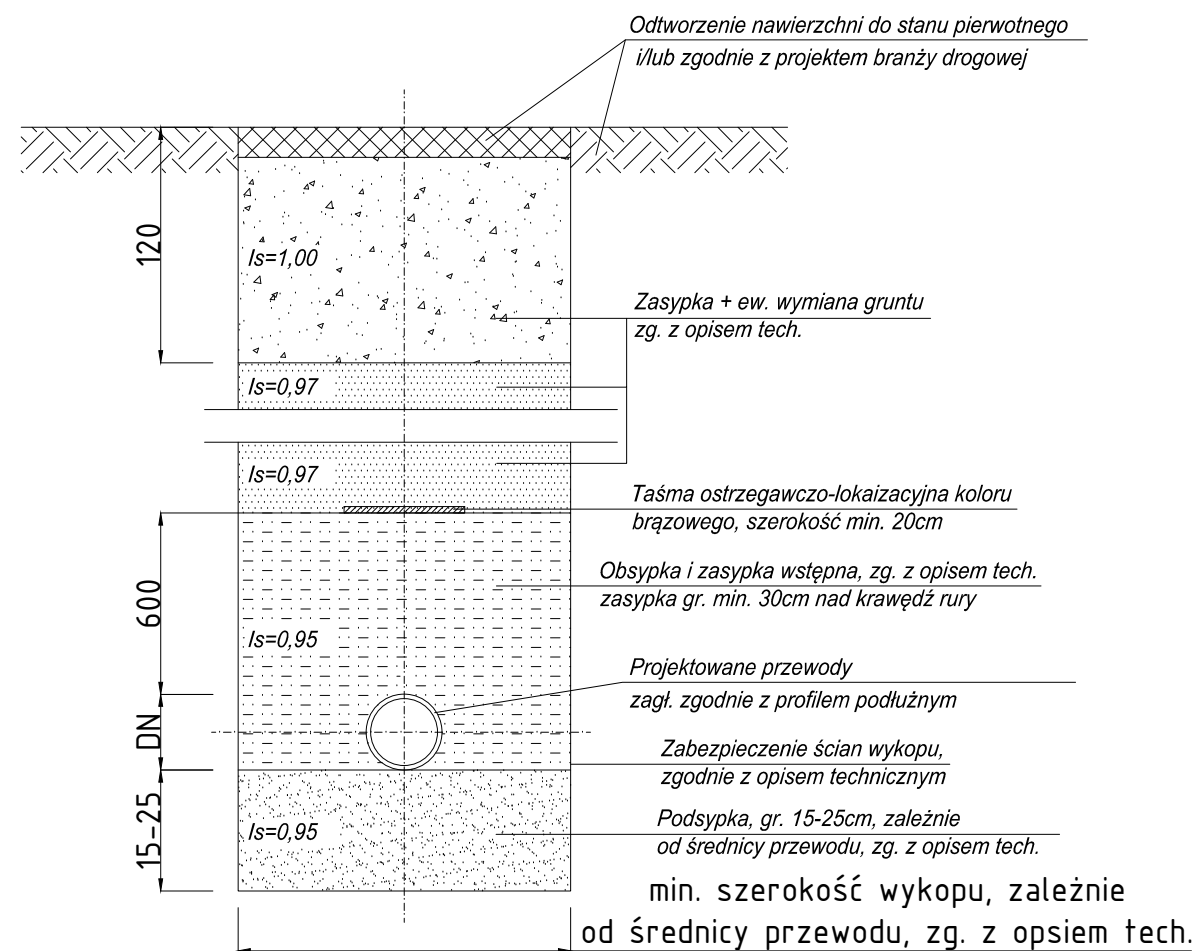 Odtworzenie nawierzchni do stanu pierwotnego
i/lub zgodnie z projektem branży drogowej
120
Is=1,00
Zasypka + ew. wymiana gruntu
zg. z opisem tech.
Is=0,97
Is=0,97
Taśma ostrzegawczo-lokaizacyjna koloru
brązowego, szerokość min. 20cm
600
Obsypka i zasypka wstępna, zg. z opisem tech.
zasypka gr. min. 30cm nad krawędź rury
Is=0,95
Projektowane przewody
zagł. zgodnie z profilem podłużnym
DN
Zabezpieczenie ścian wykopu,
zgodnie z opisem technicznym
15-25
Is=0,95
Podsypka, gr. 15-25cm, zależnie
od średnicy przewodu, zg. z opisem tech.
min. szerokość wykopu, zależnie
od średnicy przewodu, zg. z opsiem tech.